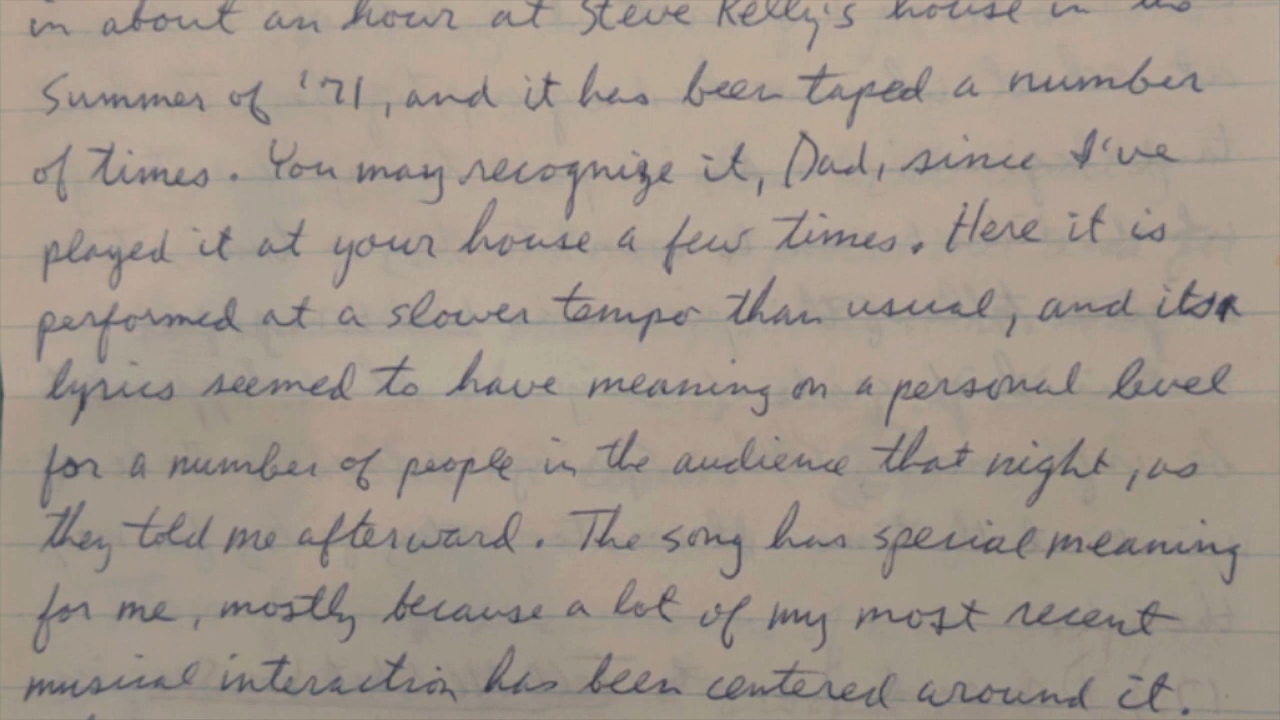 in about an hour at Steve Kelly's house in the
Summer of '71, and it has been taped a number
of times. You may recognize it, Dad, since I've
played it at your house a few times. Here it is
performed at a slower tempo than usual, and its
lyrics seemed to have meaning on a personal level
for a number of people in the audience that night, as
they told me afterward. The song has special meaning
for me, mostly because a lot of my most recent
musical interaction has been centered around it.